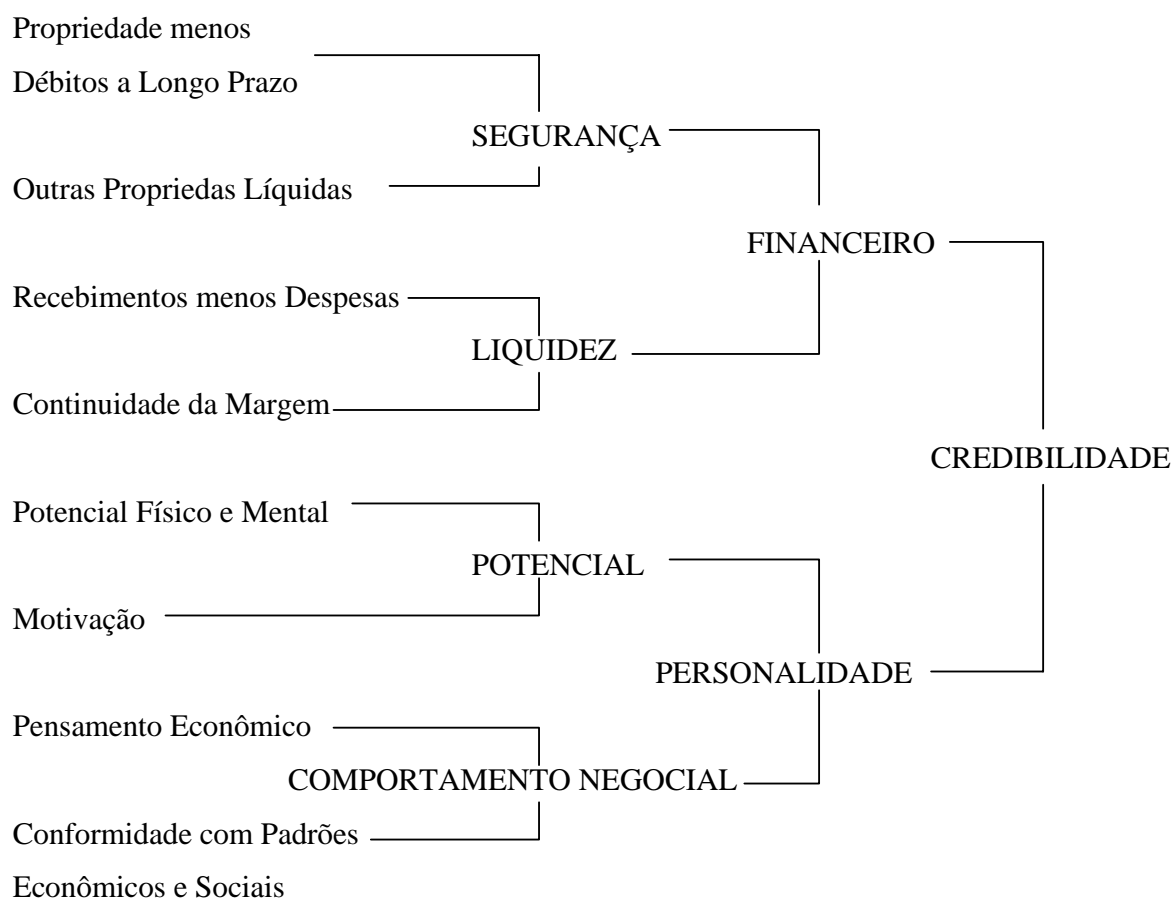 Propriedade menos
Débitos a Longo Prazo
SEGURANÇA
Outras Propriedas Líquidas
FINANCEIRO
Recebimentos menos Despesas
LIQUIDEZ
Continuidade da Margem
CREDIBILIDADE
Potencial Físico e Mental
POTENCIAL
Motivação
PERSONALIDADE
Pensamento Econômico
COMPORTAMENTO NEGOCIAL
Conformidade com Padrões
Econômicos e Sociais